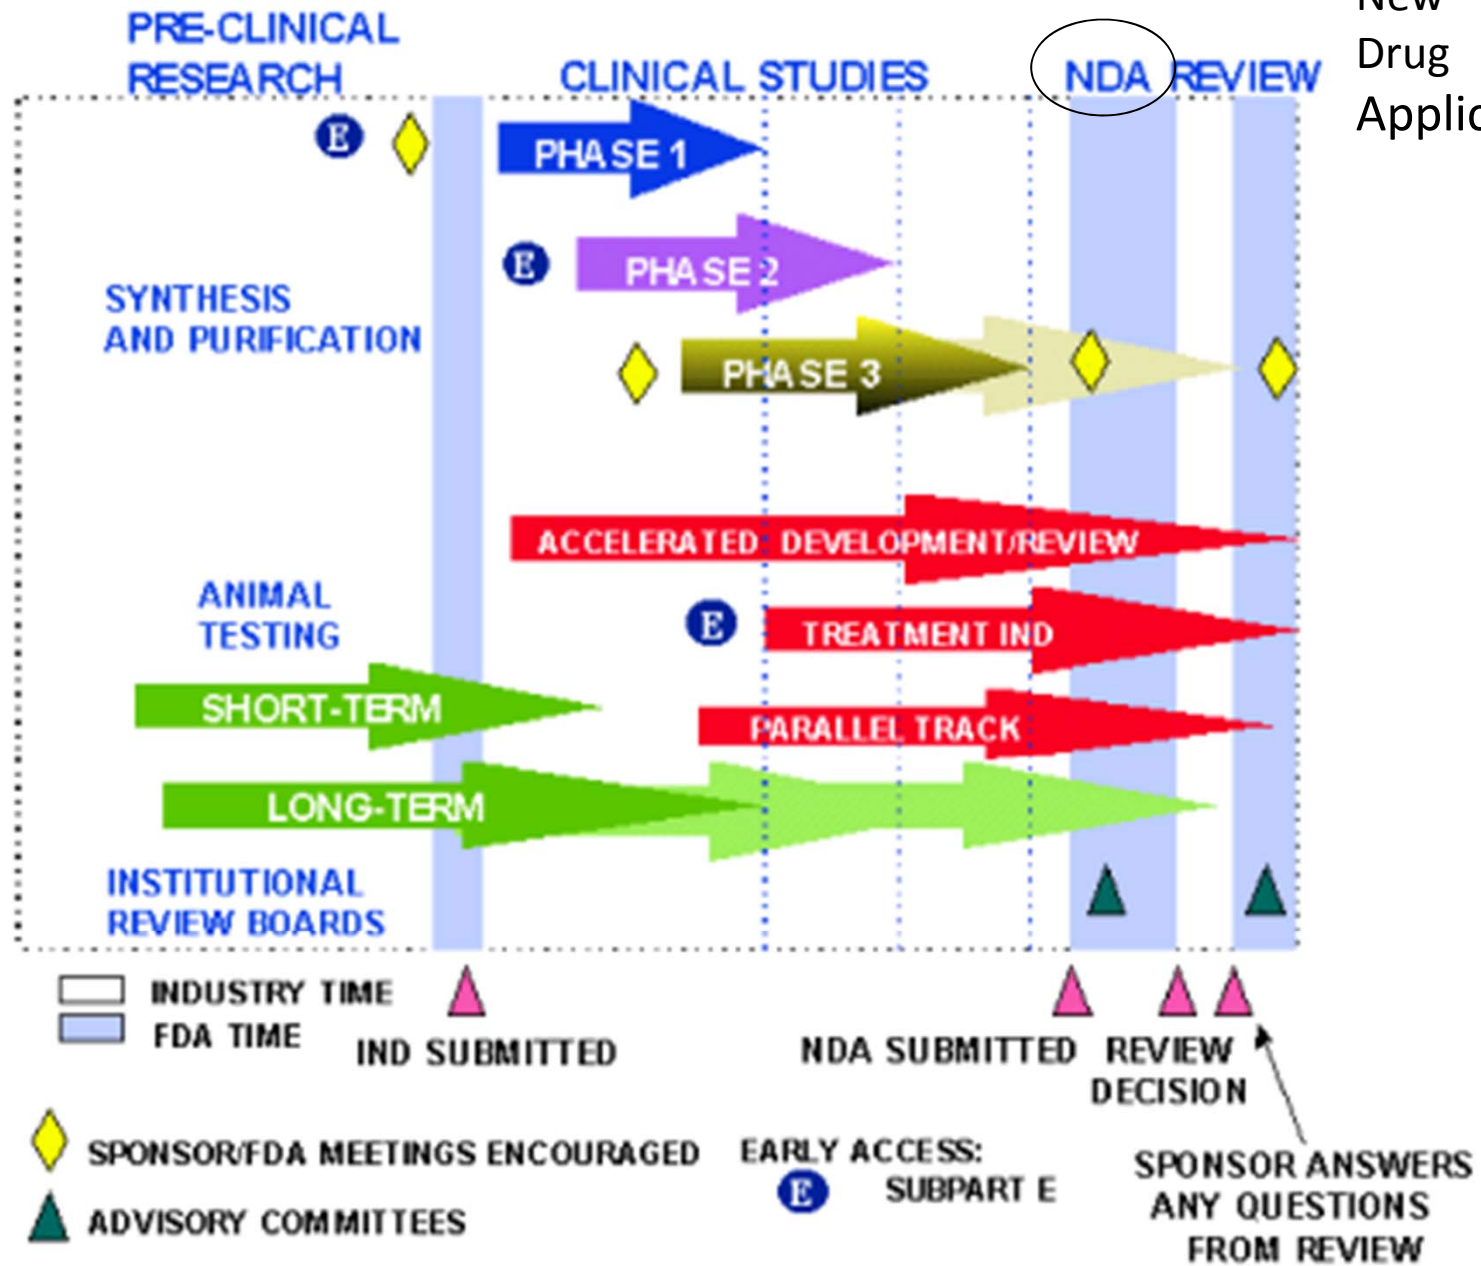 New
Drug
PRE-CLINICAL
RESEARCH
CLINICAL STUDIES
NDA REVIEW
E
PHASE 1
E
PHASE 2
SYNTHESIS
AND PURIFICATION
PHASE 3
ACCELERATED DEVELOPMENT/REVIEW
ANIMAL
TESTING
E
TREATMENT IND
SHORT-TERM
PARALLEL TRACK
LONG-TERM
INSTITUTIONAL
REVIEW BOARDS
INDUSTRY TIME
FDA TIME
IND SUBMITTED
NDA SUBMITTED
REVIEW
DECISION
SPONSOR/FDA MEETINGS ENCOURAGED
ADVISORY COMMITTEES
EARLY ACCESS:
E SUBPART E
SPONSOR ANSWERS
ANY QUESTIONS
FROM REVIEW